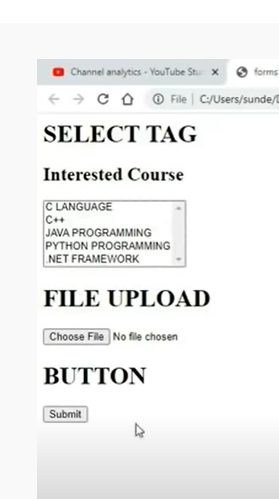 Channel analytics - YouTube Stu
forms
File
C:/Users/sunde/
SELECT TAG
Interested Course
C LANGUAGE
C++
JAVA PROGRAMMING
PYTHON PROGRAMMING
.NET FRAMEWORK
FILE UPLOAD
Choose File No file chosen
BUTTON
Submit